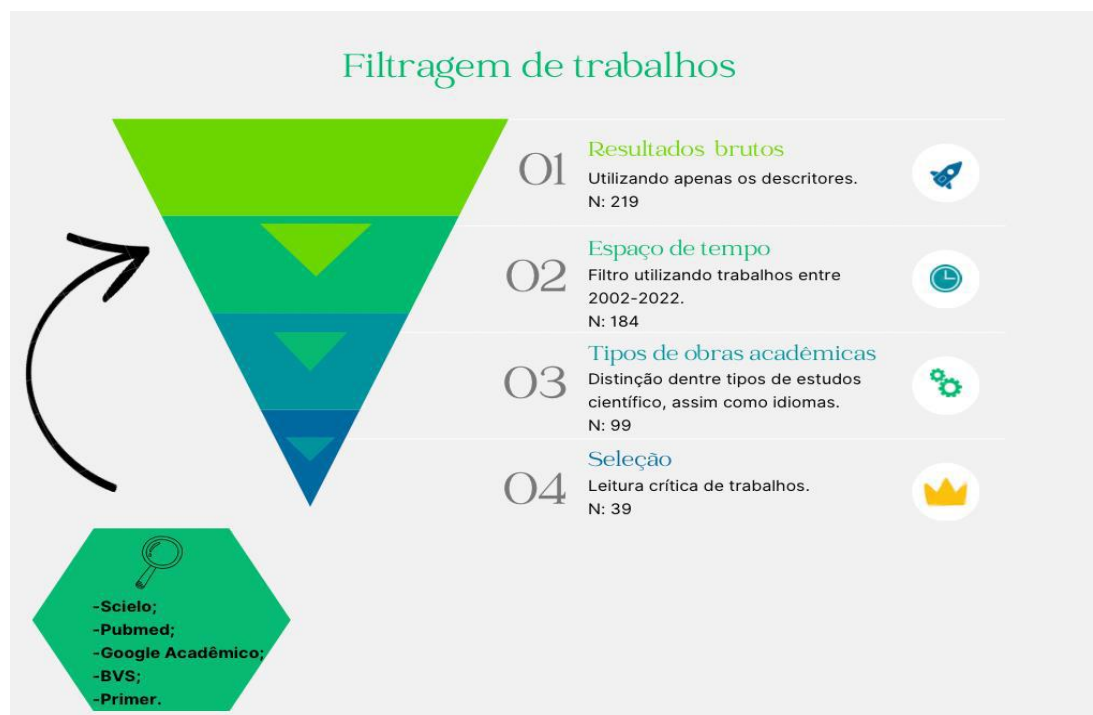 Filtragem de trabalhos
01
Resultados brutos
Utilizando apenas os descritores.
N: 219
02
Espaço de tempo
Filtro utilizando trabalhos entre
2002-2022.
N: 184
03
Tipos de obras acadêmicas
Distinção dentre tipos de estudos
científico, assim como idiomas.
N: 99
04
Seleção
Leitura crítica de trabalhos.
N: 39
-Scielo;
-Pubmed;
-Google Acadêmico;
-BVS;
-Primer.